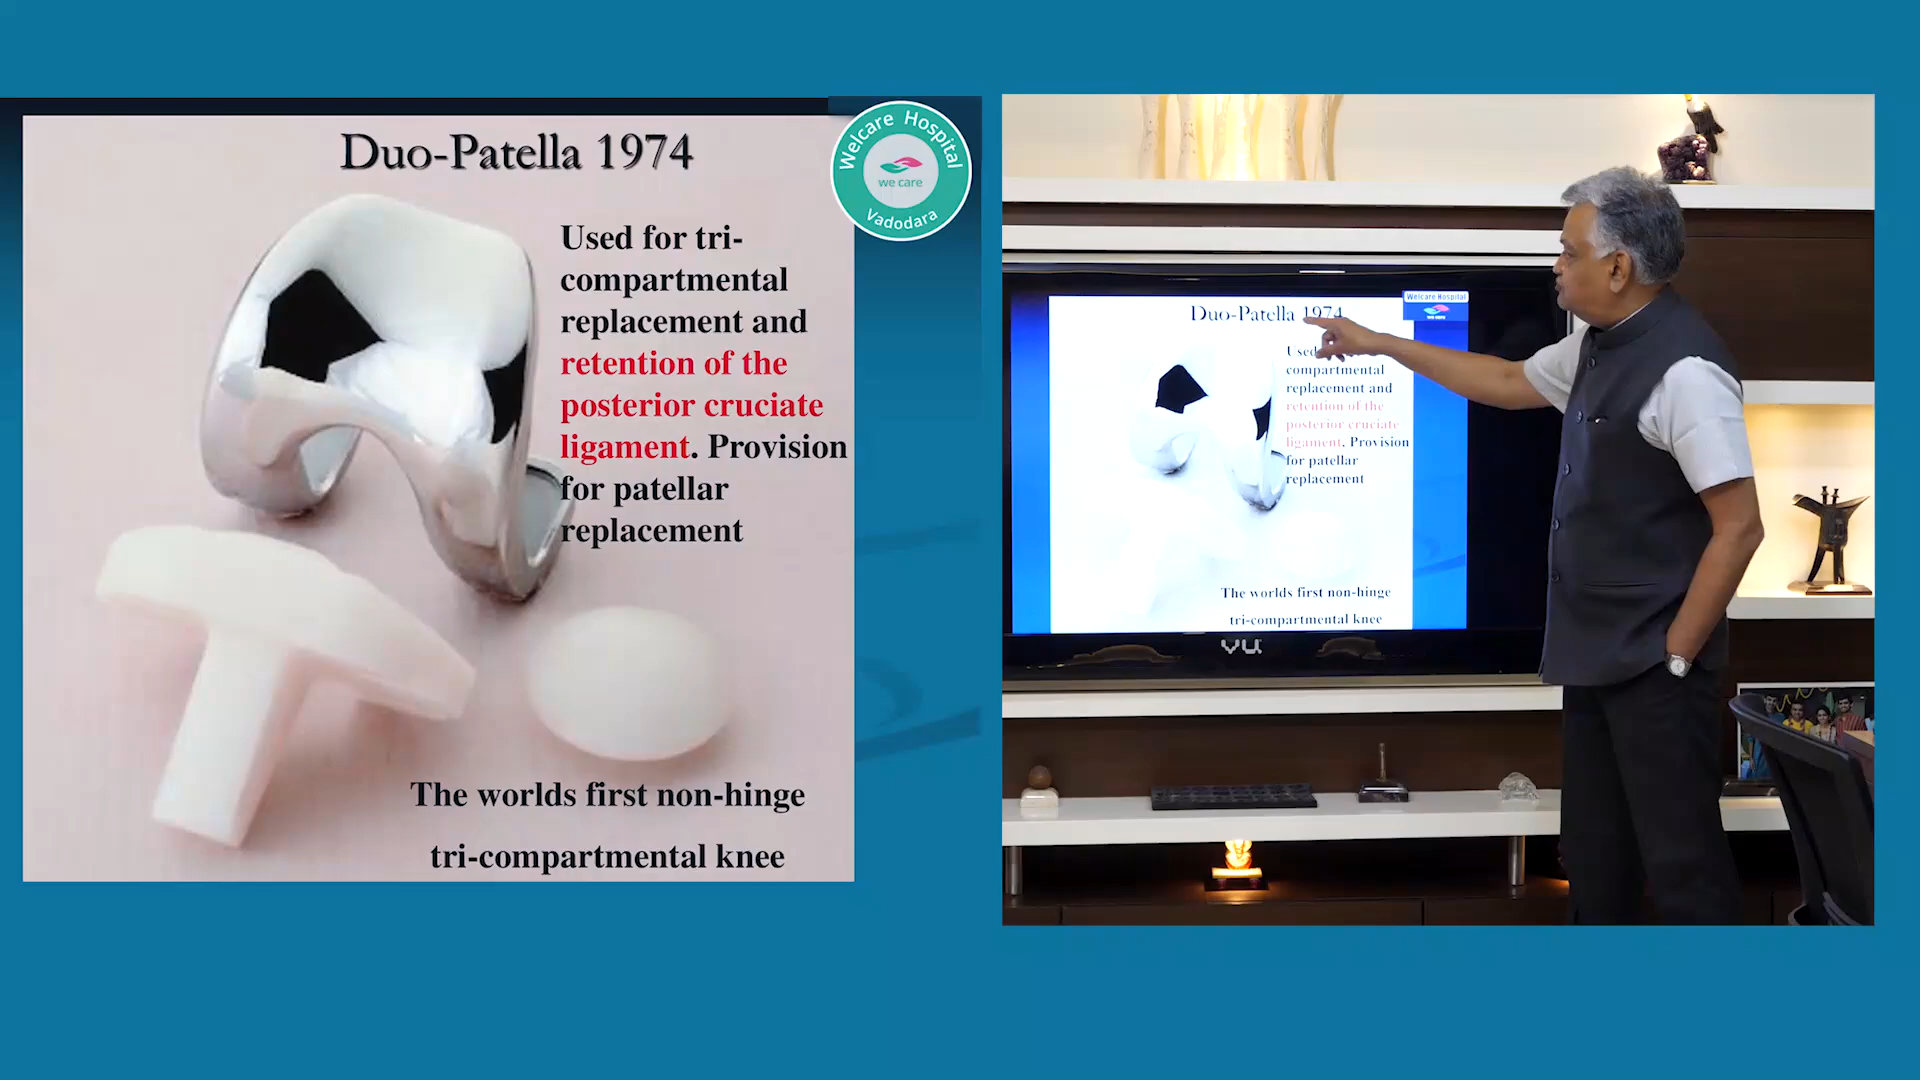 Duo-Patella 1974
Used for tri-
compartmental
replacement and
retention of the
posterior cruciate
ligament. Provision
for patellar
replacement
The worlds first non-hinge
tri-compartmental knee
Welcare Hospital
we care
Vadodara
Duo-Patella 1974
Used
compartmental
replacement and
retention of the
posterior cruciate
ligament. Provision
for patellar
replacement
The worlds first non-hinge
tri-compartmental knee
Welcare Hospital
we care
VU